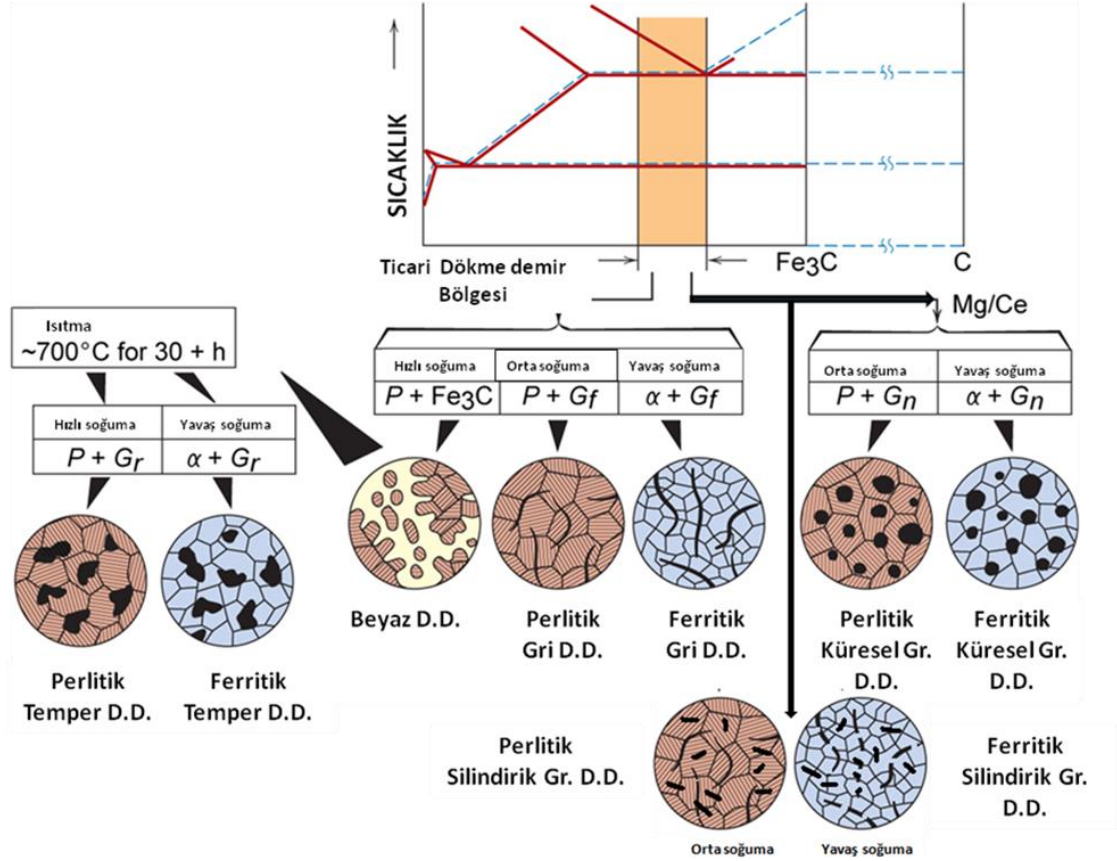 SICAKLIK
Ticari Dökme demir
Bölgesi
Fe3C
C
Mg/Ce
Isıtma
~700°C for 30 + h
Hızlı soğuma
Yavaş soğuma
P + Gr
α + Gr
Hızlı soğuma
Orta soğuma
Yavaş soğuma
P + Fe3C
P + Gf
α + Gf
Orta soğuma
Yavaş soğuma
P + Gn
α + Gn
Perlitik
Temper D.D.
Ferritik
Temper D.D.
Beyaz D.D.
Perlitik
Gri D.D.
Ferritik
Gri D.D.
Perlitik
Küresel Gr.
D.D.
Ferritik
Küresel Gr.
D.D.
Perlitik
Silindirik Gr. D.D.
Ferritik
Silindirik Gr.
D.D.
Orta soğuma
Yavaş soğuma